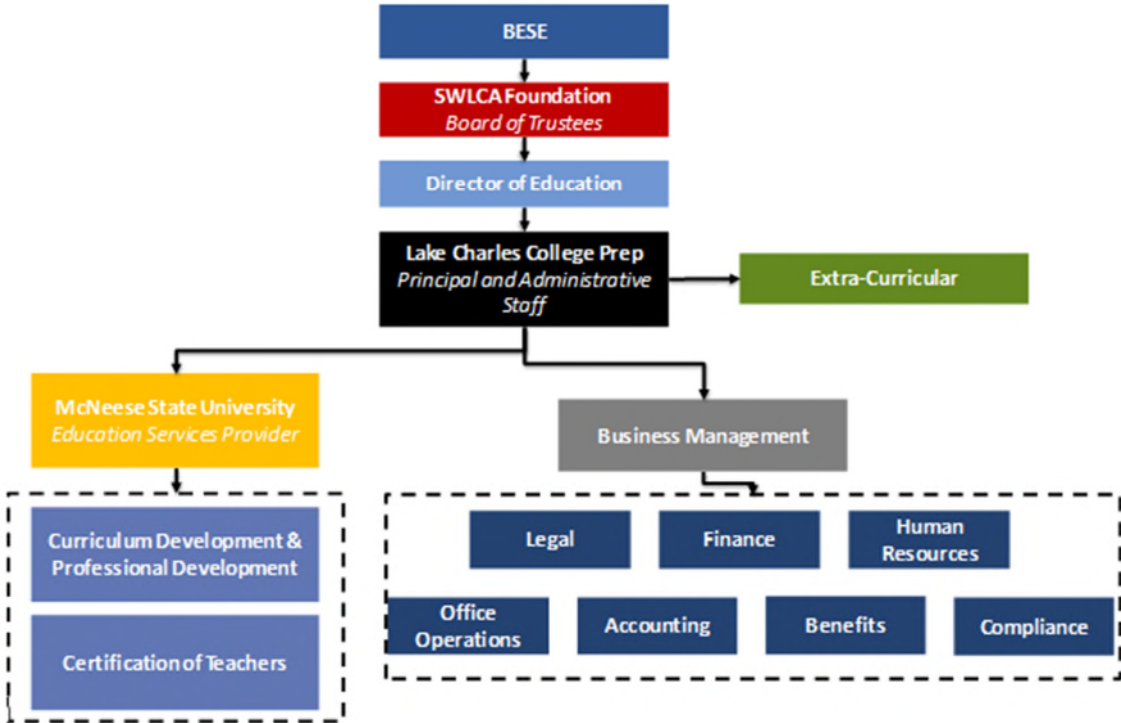 BESE
SWLCA Foundation
Board of Trustees
Director of Education
Lake Charles College Prep
Principal and Administrative
Staff
Extra-Curricular
McNeese State University
Education Services Provider
Business Management
Curriculum Development &
Professional Development
Certification of Teachers
Legal
Finance
Human
Resources
Office
Operations
Accounting
Benefits
Compliance